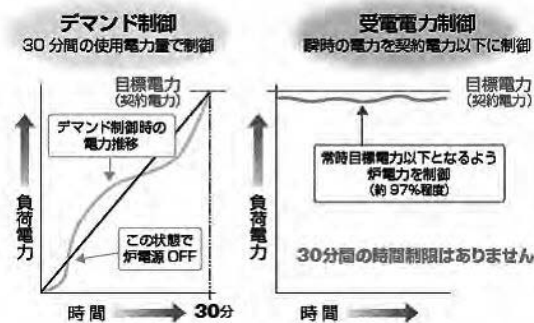 デマンド制御
30分間の使用電力量で制御
目標電力
(契約電力)
デマンド制御時の
電力推移
この状態で
炉電源 OFF
負荷電力
時間
30分
受電電力制御
瞬時の電力を契約電力以下に制御
目標電力
(契約電力)
常時目標電力以下となるよう
炉電力を制御
(約97%程度)
30分間の時間制限はありません
負荷電力
時間